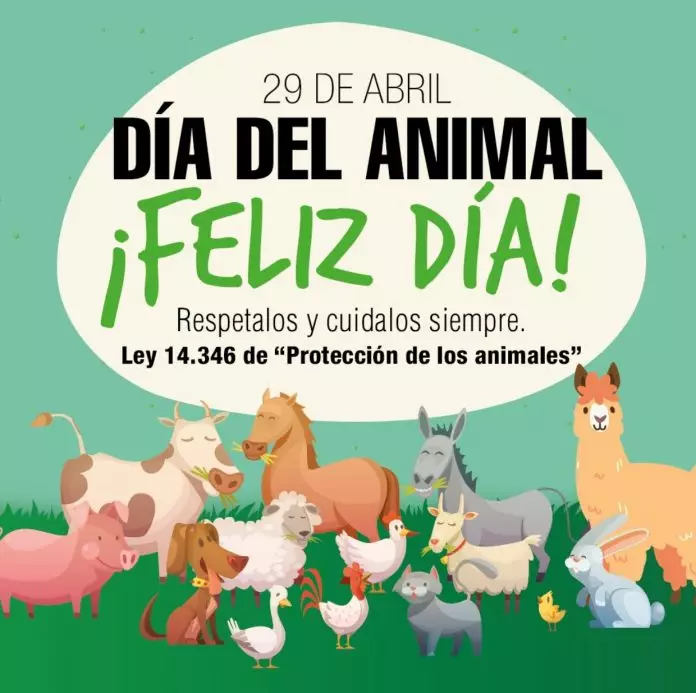 29 DE ABRIL
DÍA DEL ANIMAL
¡FELIZ DÍA!
Respetalos y cuidalos siempre.
Ley 14.346 de “Protección de los animales”